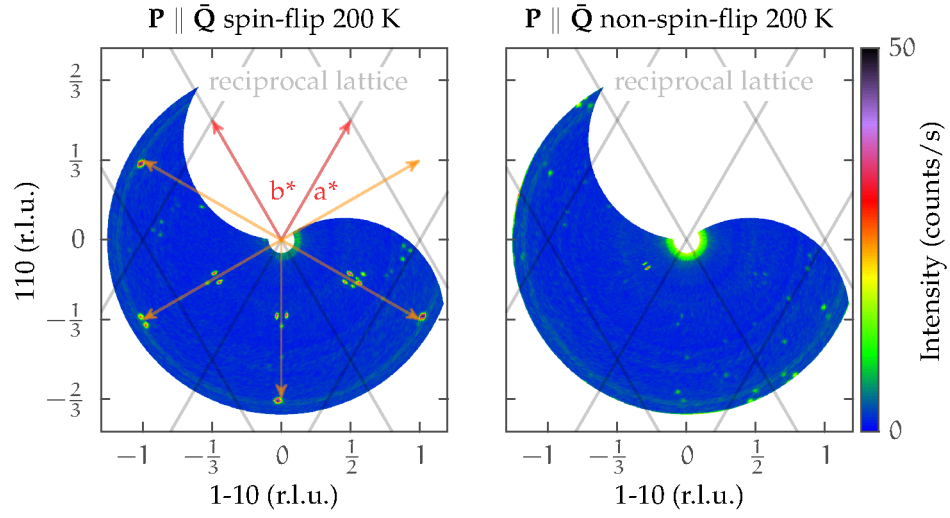 P ∥ Q̄ spin-flip 200 K
P ∥ Q̄ non-spin-flip 200 K
reciprocal lattice
reciprocal lattice
b* a*
2/3
1/3
0
−1/3
−2/3
110 (r.l.u.)
−1 −1/3 0 1/2 1
−1 −1/3 0 1/2 1
1-10 (r.l.u.)
1-10 (r.l.u.)
50
0
Intensity (counts/s)